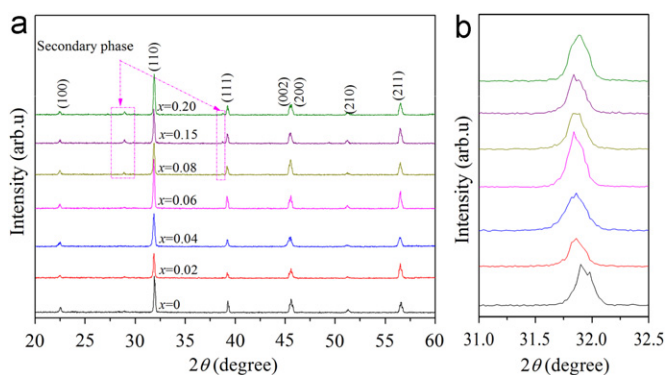 a
Secondary phase
(100)
(110)
(111)
(002)
(200)
(210)
(211)
x=0.20
x=0.15
x=0.08
x=0.06
x=0.04
x=0.02
x=0
Intensity (arb.u)
20 25 30 35 40 45 50 55 60
2θ (degree)
b
Intensity (arb.u)
31.0 31.5 32.0 32.5
2θ (degree)